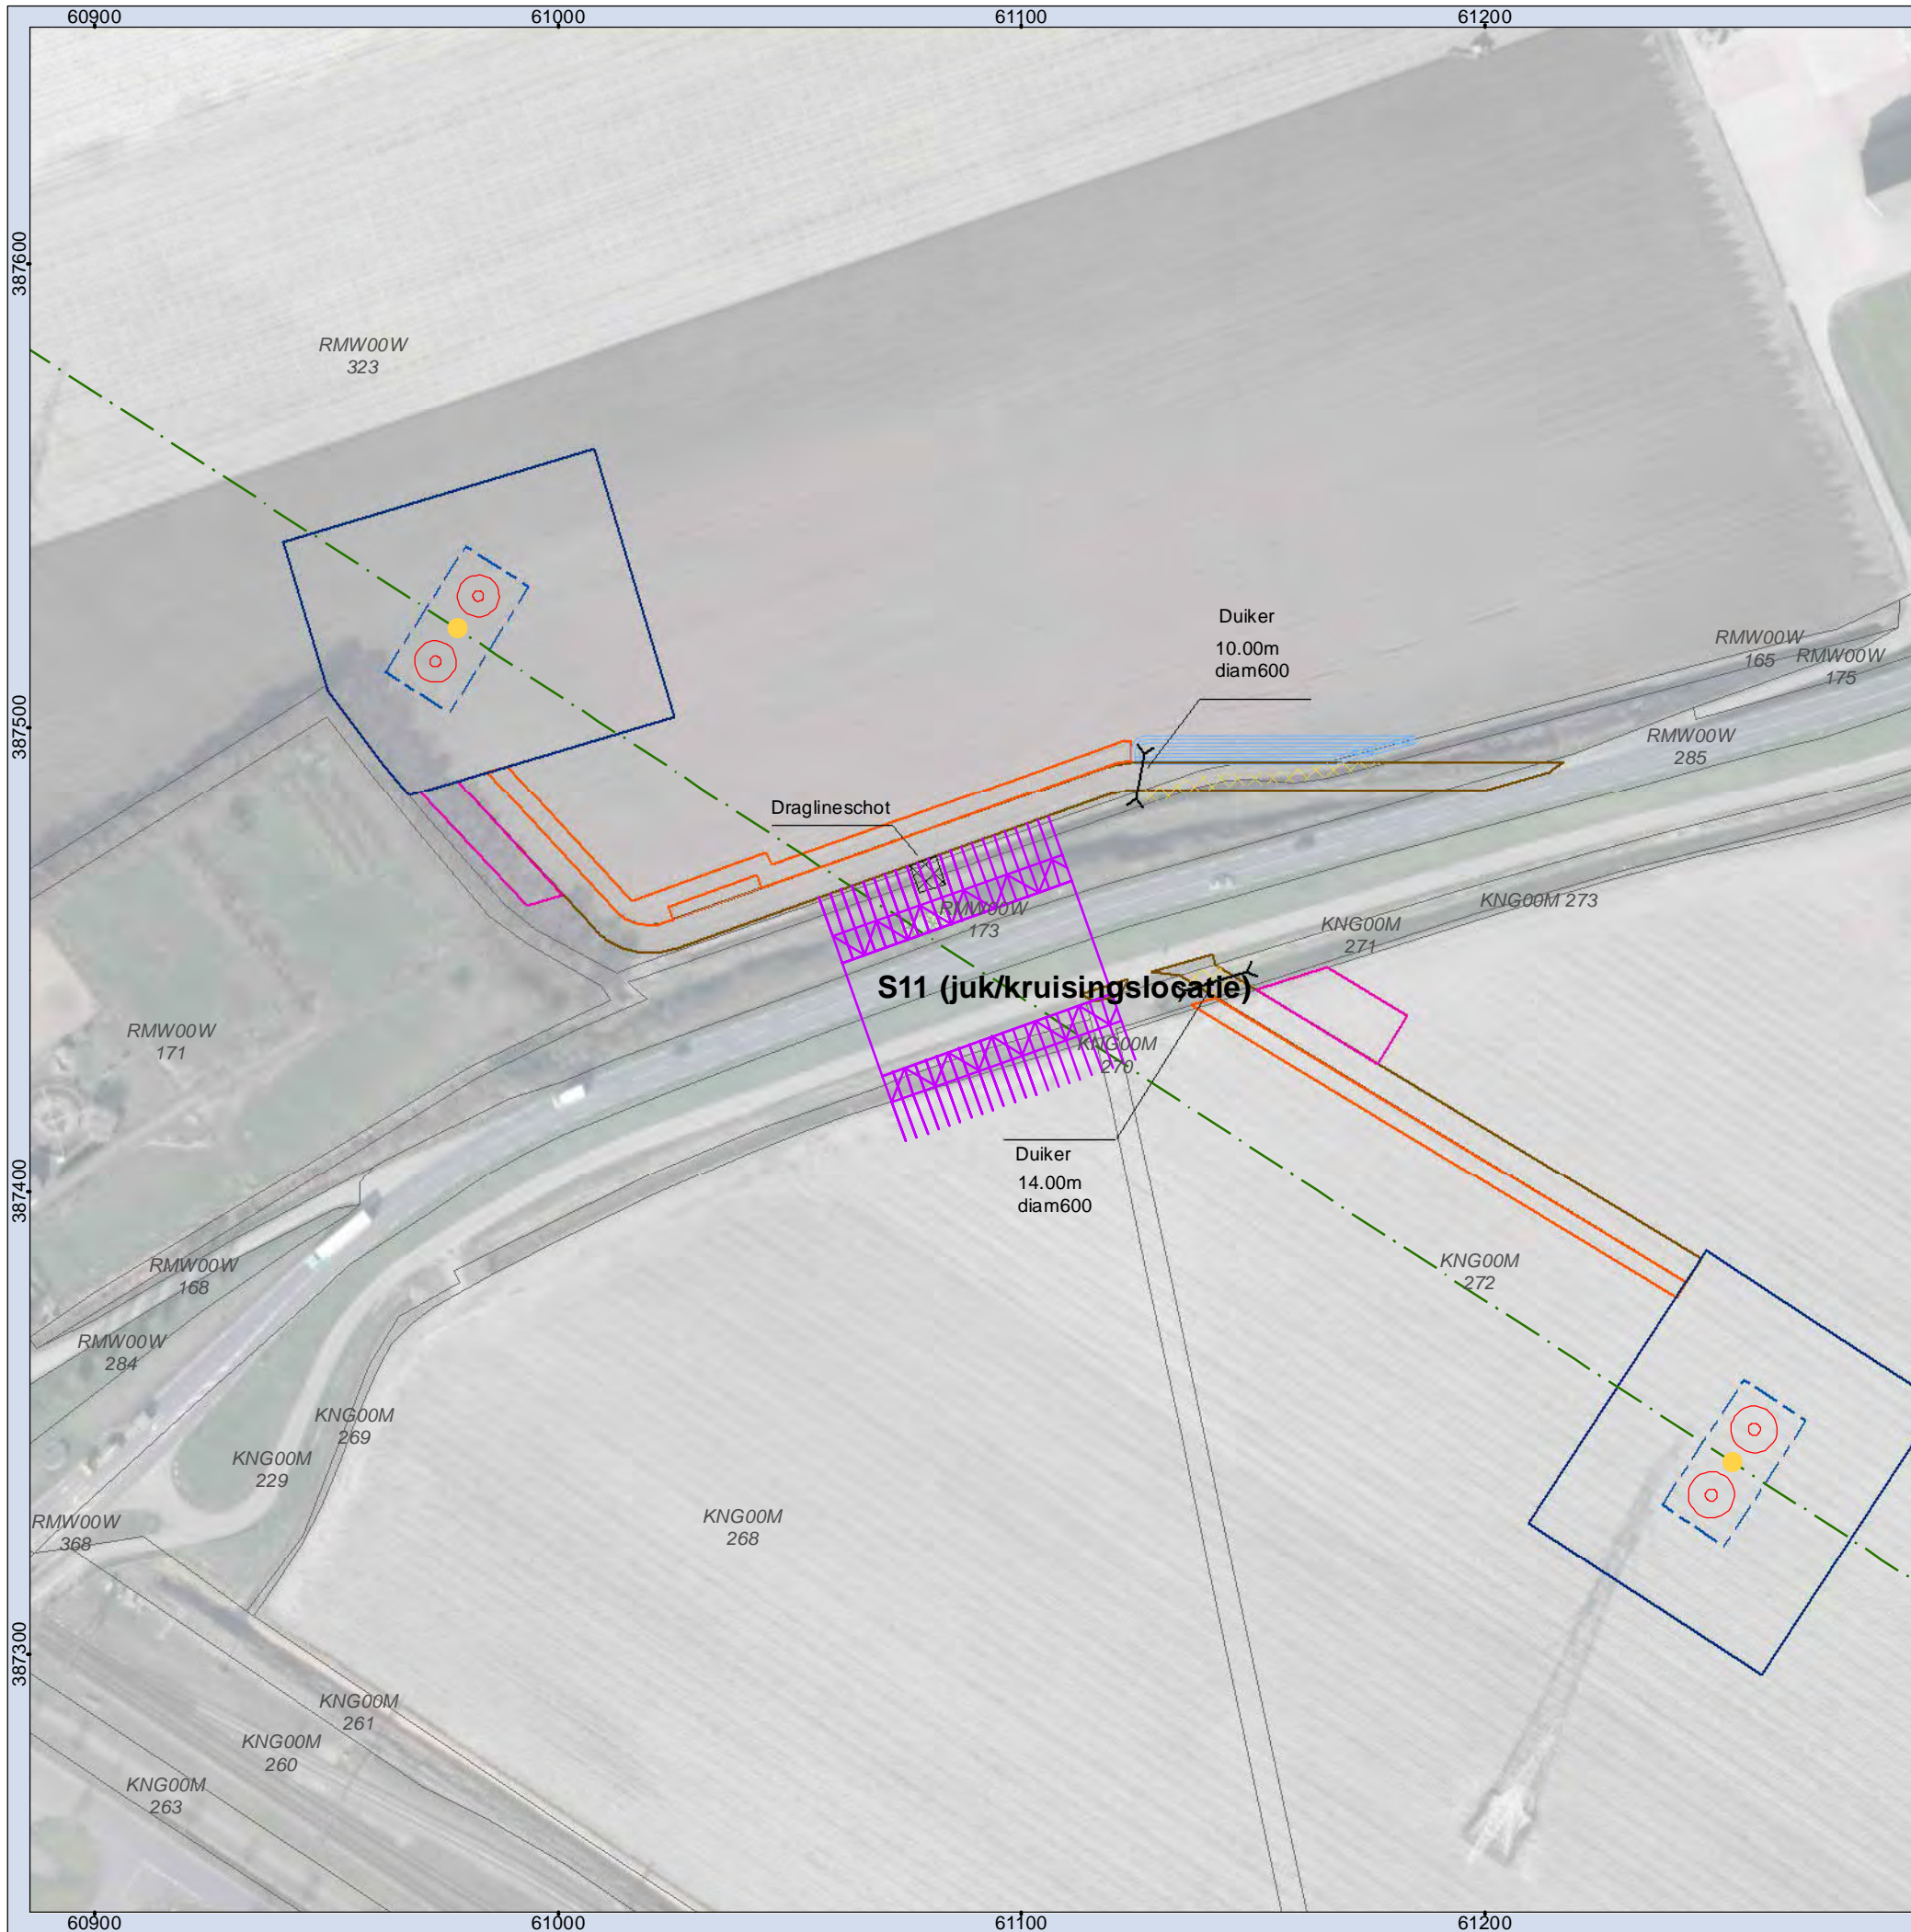 60900
61000
61100
61200
387600
RMW00W
323
Duiker
10.00m
diam600
RMW00W
165
RMW00W
175
387500
RMW00W
285
Draglineschot
KNG00M 273
RMW00W
173
KNG00M
271
S11 (juk/kruisingslocatie)
RMW00W
171
KNG00M
270
Duiker
14.00m
diam600
387400
RMW00W
168
KNG00M
272
RMW00W
284
KNG00M
269
KNG00M
229
RMW00W
368
KNG00M
268
387300
KNG00M
261
KNG00M
260
KNG00M
263
60900
61000
61100
61200